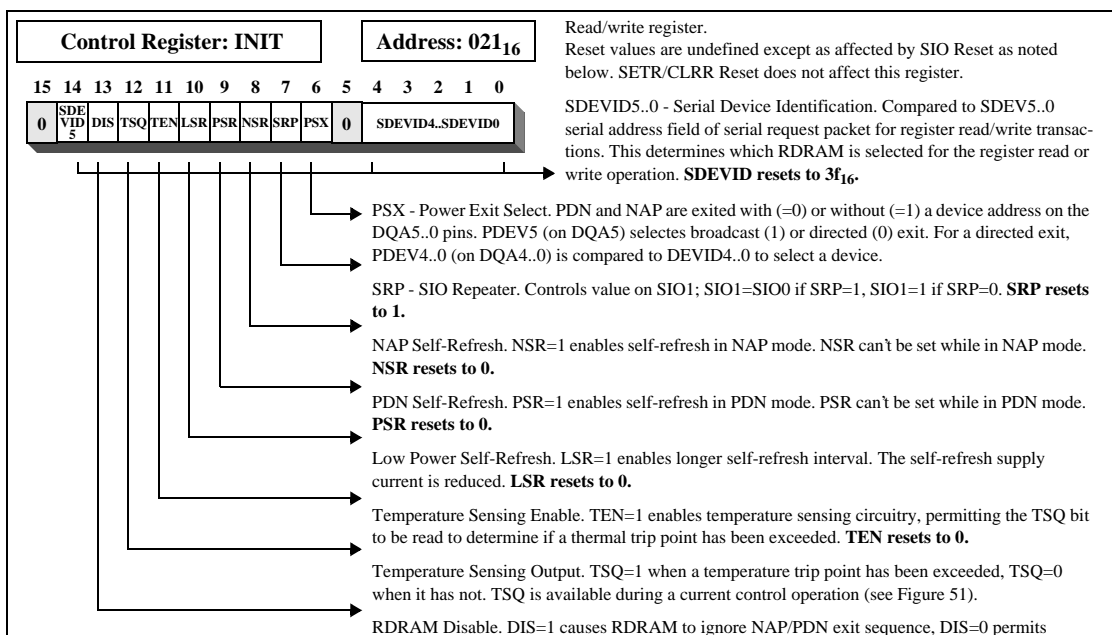 Control Register: INIT
Address: 021₁₆
Read/write register.
Reset values are undefined except as affected by SIO Reset as noted
below. SETR/CLRR Reset does not affect this register.
15 14 13 12 11 10 9 8 7 6 5 4 3 2 1 0
0 SDE VID 5 DIS TSQ TEN LSR PSR NSR SRP PSX 0 SDEVID4..SDEVID0
SDEVID5..0 - Serial Device Identification. Compared to SDEV5..0
serial address field of serial request packet for register read/write transac-
tions. This determines which RDRAM is selected for the register read or
write operation. SDEVID resets to 3f₁₆.
PSX - Power Exit Select. PDN and NAP are exited with (=0) or without (=1) a device address on the
DQA5..0 pins. PDEV5 (on DQA5) selectes broadcast (1) or directed (0) exit. For a directed exit,
PDEV4..0 (on DQA4..0) is compared to DEVID4..0 to select a device.
SRP - SIO Repeater. Controls value on SIO1; SIO1=SIO0 if SRP=1, SIO1=1 if SRP=0. SRP resets
to 1.
NAP Self-Refresh. NSR=1 enables self-refresh in NAP mode. NSR can't be set while in NAP mode.
NSR resets to 0.
PDN Self-Refresh. PSR=1 enables self-refresh in PDN mode. PSR can't be set while in PDN mode.
PSR resets to 0.
Low Power Self-Refresh. LSR=1 enables longer self-refresh interval. The self-refresh supply
current is reduced. LSR resets to 0.
Temperature Sensing Enable. TEN=1 enables temperature sensing circuitry, permitting the TSQ bit
to be read to determine if a thermal trip point has been exceeded. TEN resets to 0.
Temperature Sensing Output. TSQ=1 when a temperature trip point has been exceeded, TSQ=0
when it has not. TSQ is available during a current control operation (see Figure 51).
RDRAM Disable. DIS=1 causes RDRAM to ignore NAP/PDN exit sequence, DIS=0 permits